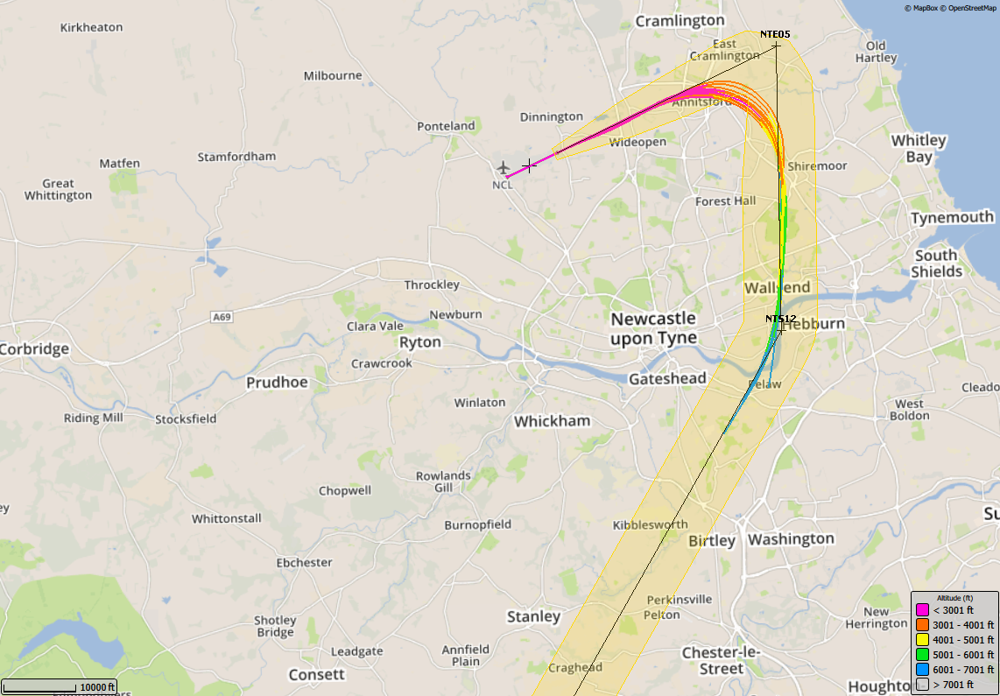 © MapBox © OpenStreetMap
Kirkheaton
Cramlington
NTE05
East
Cramlington
Old
Hartley
Milbourne
Annitsford
Dinnington
Ponteland
Wideopen
Whitley
Bay
Stamfordham
Matfen
Shiremoor
NCL
Great
Whittington
Forest Hall
Tynemouth
South
Shields
Throckley
Wallsend
Newburn
A69
NTS12
Hebburn
Clara Vale
Newcastle
upon Tyne
Ryton
Corbridge
Crawcrook
Prudhoe
Gateshead
Pelaw
Cleado
Winlaton
West
Boldon
Riding Mill
Stocksfield
Whickham
Rowlands
Gill
Chopwell
ey
Su
Whittonstall
Burnopfield
Kibblesworth
Birtley
Washington
Ebchester
Perkinsville
Pelton
Altitude (ft)
< 3001 ft
3001 - 4001 ft
4001 - 5001 ft
5001 - 6001 ft
6001 - 7001 ft
> 7001 ft
New
Herrington
Stanley
Shotley
Bridge
Leadgate
Annfield
Plain
Chester-le-
Street
Craghead
Consett
10000 ft
Houghton